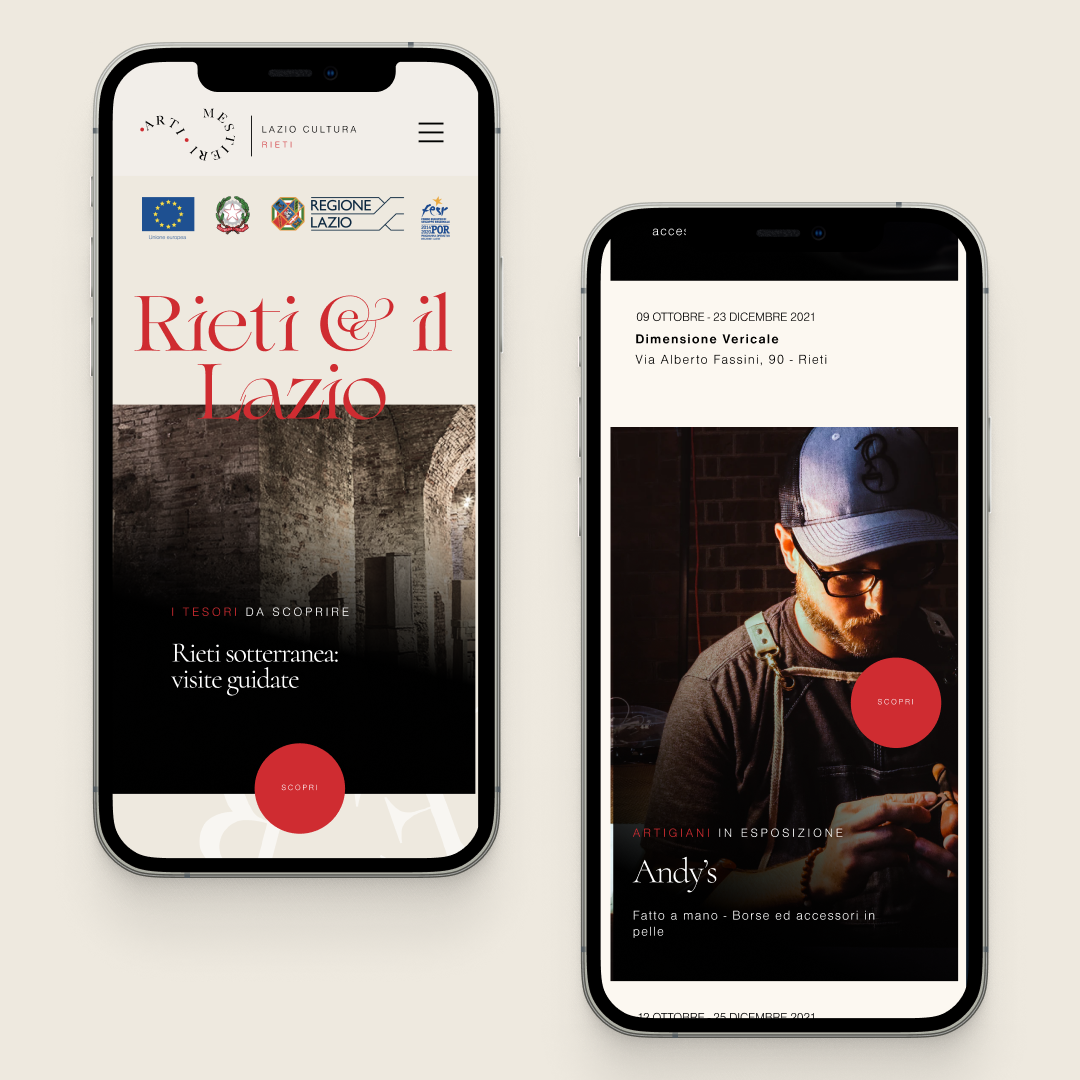 ARTI MESTIERI
LAZIO CULTURA
RIETI
Unione europea
REGIONE
LAZIO
fesr
POR
Rieti & il
Lazio
I TESORI DA SCOPRIRE
Rieti sotterranea:
visite guidate
SCOPRI
acces
09 OTTOBRE - 23 DICEMBRE 2021
Dimensione Vericale
Via Alberto Fassini, 90 - Rieti
B
SCOPRI
ARTIGIANI IN ESPOSIZIONE
Andy's
Fatto a mano - Borse ed accessori in
pelle
12 OTTOBRE - 25 DICEMBRE 2021